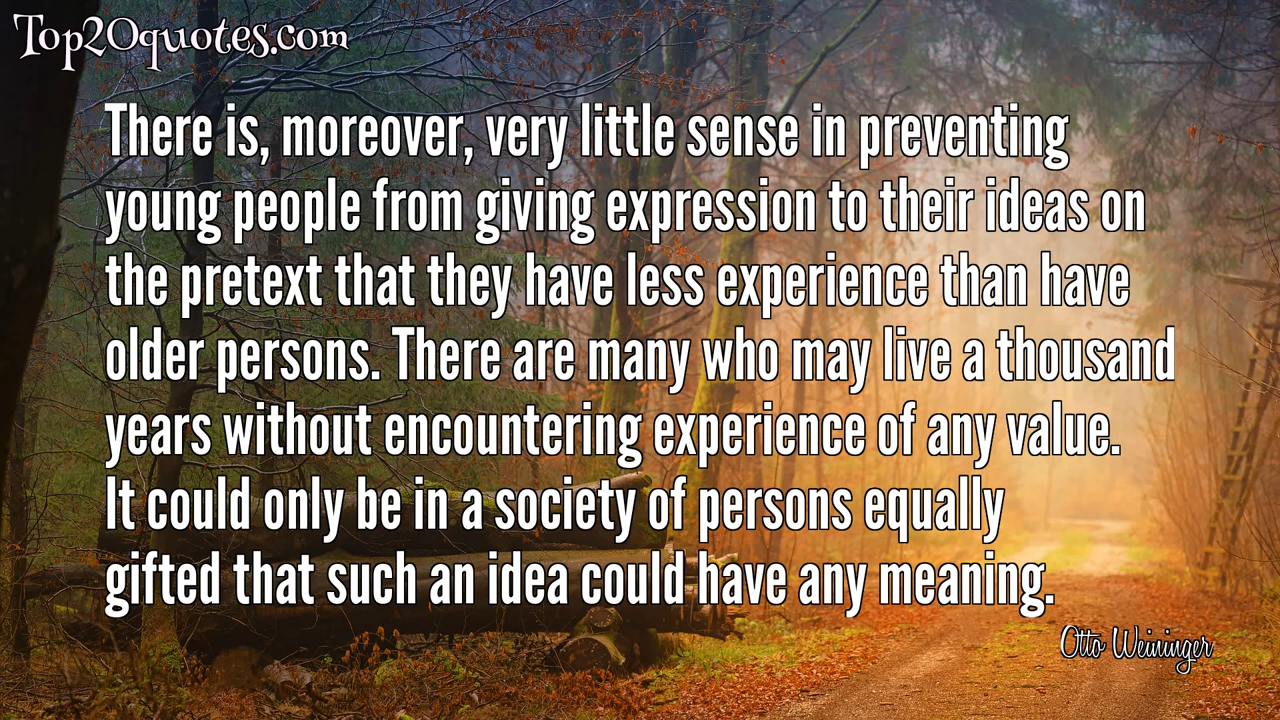 Top20quotes.com
There is, moreover, very little sense in preventing
young people from giving expression to their ideas on
the pretext that they have less experience than have
older persons. There are many who may live a thousand
years without encountering experience of any value.
It could only be in a society of persons equally
gifted that such an idea could have any meaning.
Otto Weininger